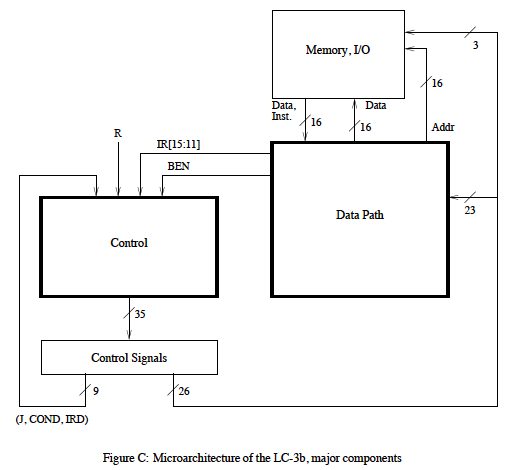 Memory, I/O
3
16
Data,
Inst.
16
Data
16
Addr
R
IR[15:11]
BEN
23
Data Path
Control
35
Control Signals
9
26
(J, COND, IRD)
Figure C: Microarchitecture of the LC-3b, major components